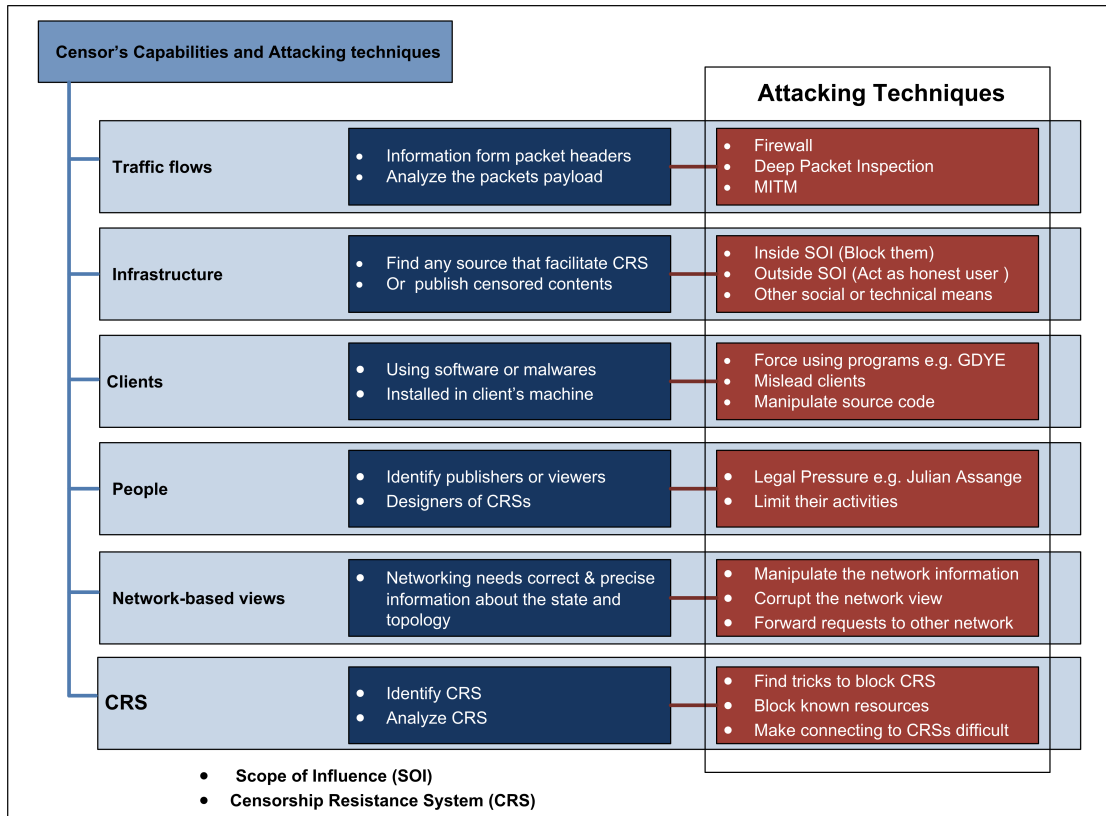 Censor's Capabilities and Attacking techniques
Attacking Techniques
Traffic flows
• Information form packet headers
• Analyze the packets payload
• Firewall
• Deep Packet Inspection
• MITM
Infrastructure
• Find any source that facilitate CRS
• Or publish censored contents
• Inside SOI (Block them)
• Outside SOI (Act as honest user )
• Other social or technical means
Clients
• Using software or malwares
• Installed in client's machine
• Force using programs e.g. GDYE
• Mislead clients
• Manipulate source code
People
• Identify publishers or viewers
• Designers of CRSs
• Legal Pressure e.g. Julian Assange
• Limit their activities
Network-based views
• Networking needs correct & precise
information about the state and
topology
• Manipulate the network information
• Corrupt the network view
• Forward requests to other network
CRS
• Identify CRS
• Analyze CRS
• Find tricks to block CRS
• Block known resources
• Make connecting to CRSs difficult
• Scope of Influence (SOI)
• Censorship Resistance System (CRS)